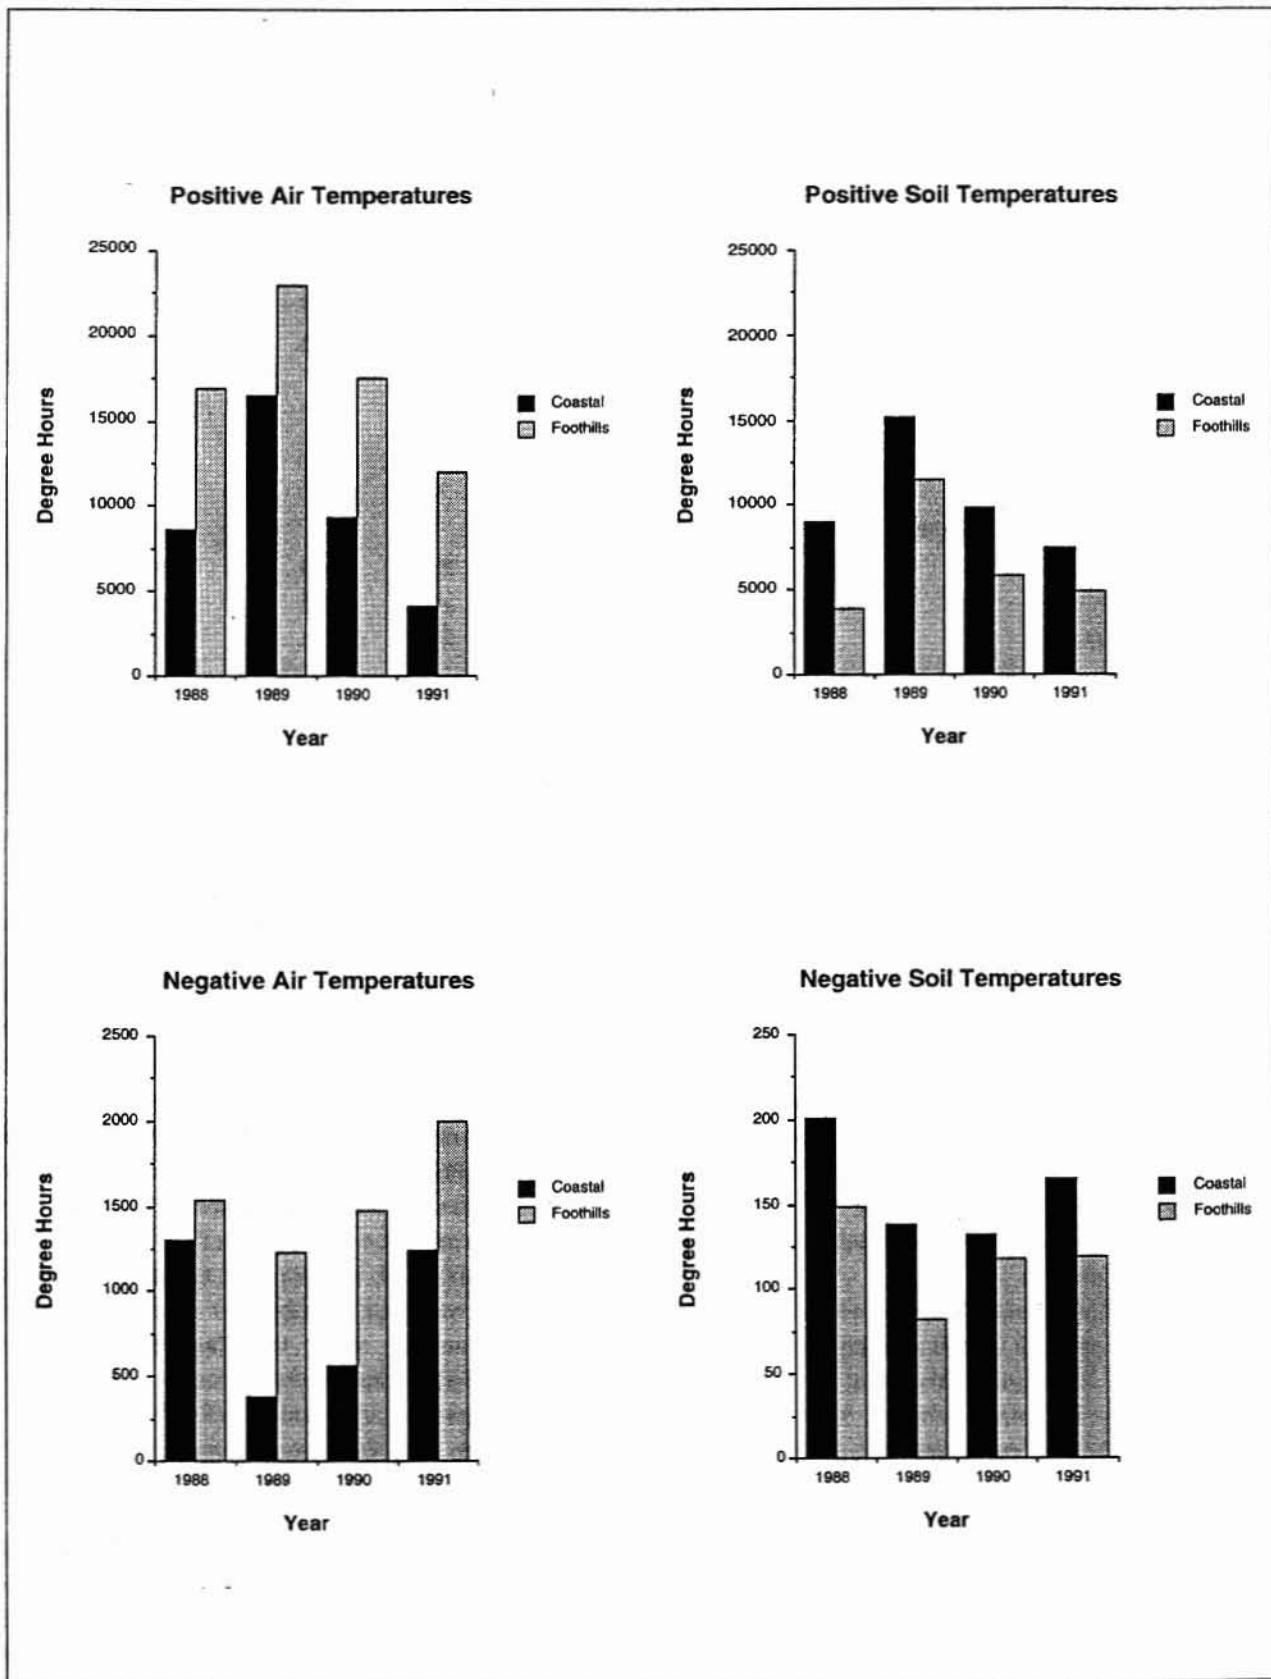 Positive Air Temperatures
25000
20000
15000
10000
5000
0
Degree Hours
1988 1989 1990 1991
Year
Coastal
Foothills
Positive Soil Temperatures
25000
20000
15000
10000
5000
0
Degree Hours
1988 1989 1990 1991
Year
Coastal
Foothills
Negative Air Temperatures
2500
2000
1500
1000
500
0
Degree Hours
1988 1989 1990 1991
Year
Coastal
Foothills
Negative Soil Temperatures
250
200
150
100
50
0
Degree Hours
1988 1989 1990 1991
Year
Coastal
Foothills